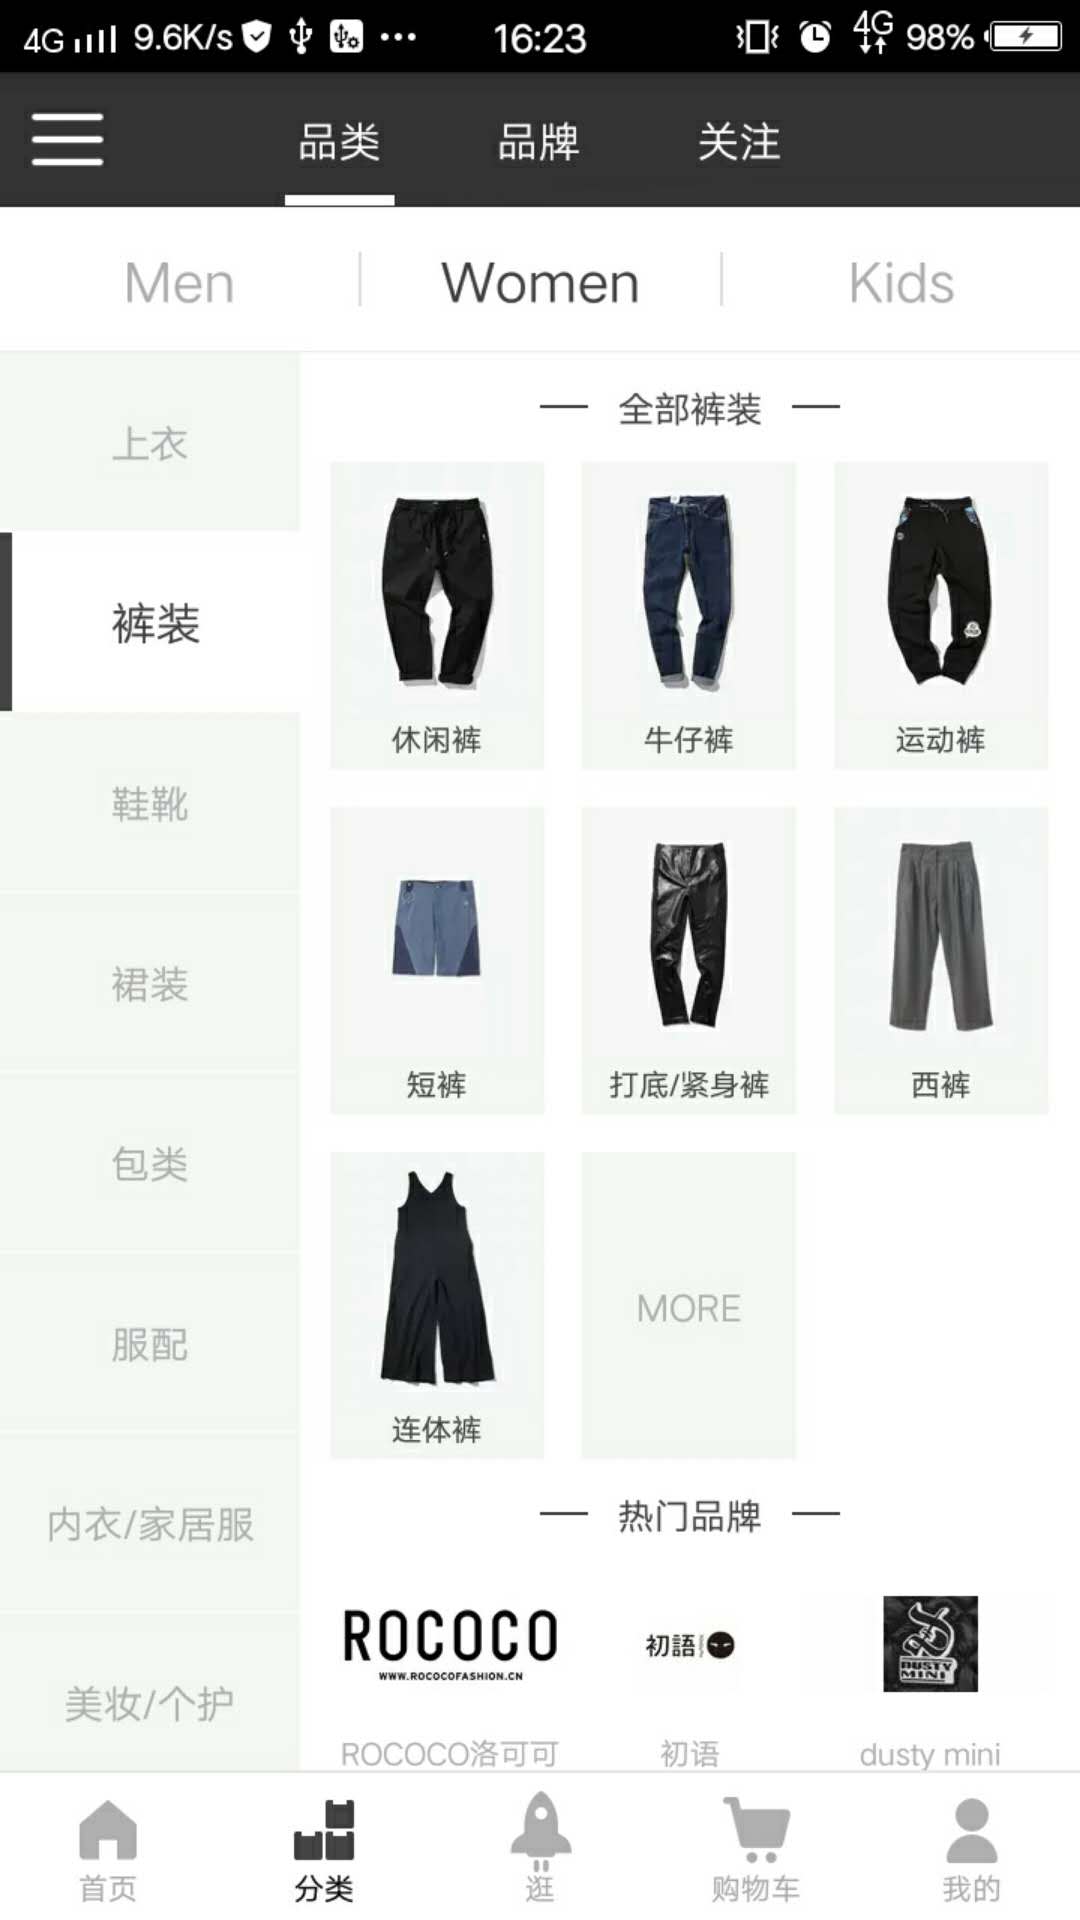 4G 9.6K/s 16:23 4G 98%
品类 品牌 关注
Men Women Kids
上衣
裤装
鞋靴
裙装
包类
服配
内衣/家居服
美妆/个护
全部裤装
休闲裤 牛仔裤 运动裤
短裤 打底/紧身裤 西裤
连体裤 MORE
热门品牌
ROCOCO
WWW.ROCOCOFASHION.CN
初語
DUSTY
MINI
ROCOCO洛可可 初语 dusty mini
首页 分类 逛 购物车 我的